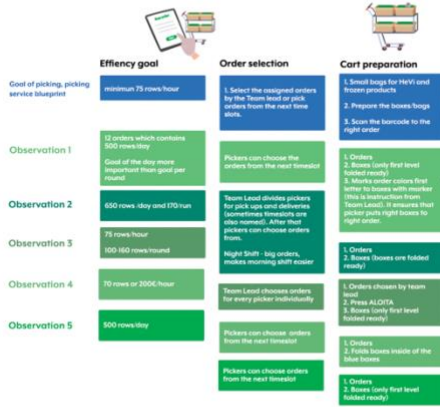 Effiency goal
Order selection
Cart preparation
Goal of picking, picking
service blueprint
minimun 75 rows/hour
1. Select the assigned orders
by the Team lead or pick
orders from the next time
slots.
1. Small bags for HeVi and
frozen products
2. Prepare the boxes/bags
3. Scan the barcode to the
right order
Observation 1
12 orders which contains
500 rows/day
Goal of the day more
important than goal per
round
Pickers can choose the
orders from the next timeslot
1. Orders
2. Boxes (only first level
folded ready)
3. Marks order colors first
letter to boxes with marker
(this is instruction from
Team Lead). It ensures that
picker puts right boxes to
right order.
Observation 2
650 rows /day and 170/run
Team Lead divides pickers
for pick ups and deliveries
(sometimes timeslots are
also named). After that
pickers can choose orders
from.
Night Shift - big orders,
makes morning shift easier
1. Orders
2. Boxes (boxes are folded
ready)
Observation 3
75 rows/hour
100-160 rows/round
Team Lead chooses orders
for every picker individually
1. Orders chosen by team
lead
2. Press ALOITA
3. Boxes (only first level
folded ready)
Observation 4
70 rows or 200€/hour
Pickers can choose orders
from the next timeslot
1. Orders
2. Folds boxes inside of the
blue boxes
Observation 5
500 rows/day
Pickers can choose orders
from the next timeslot
1. Orders
2. Boxes (only first level
folded ready)